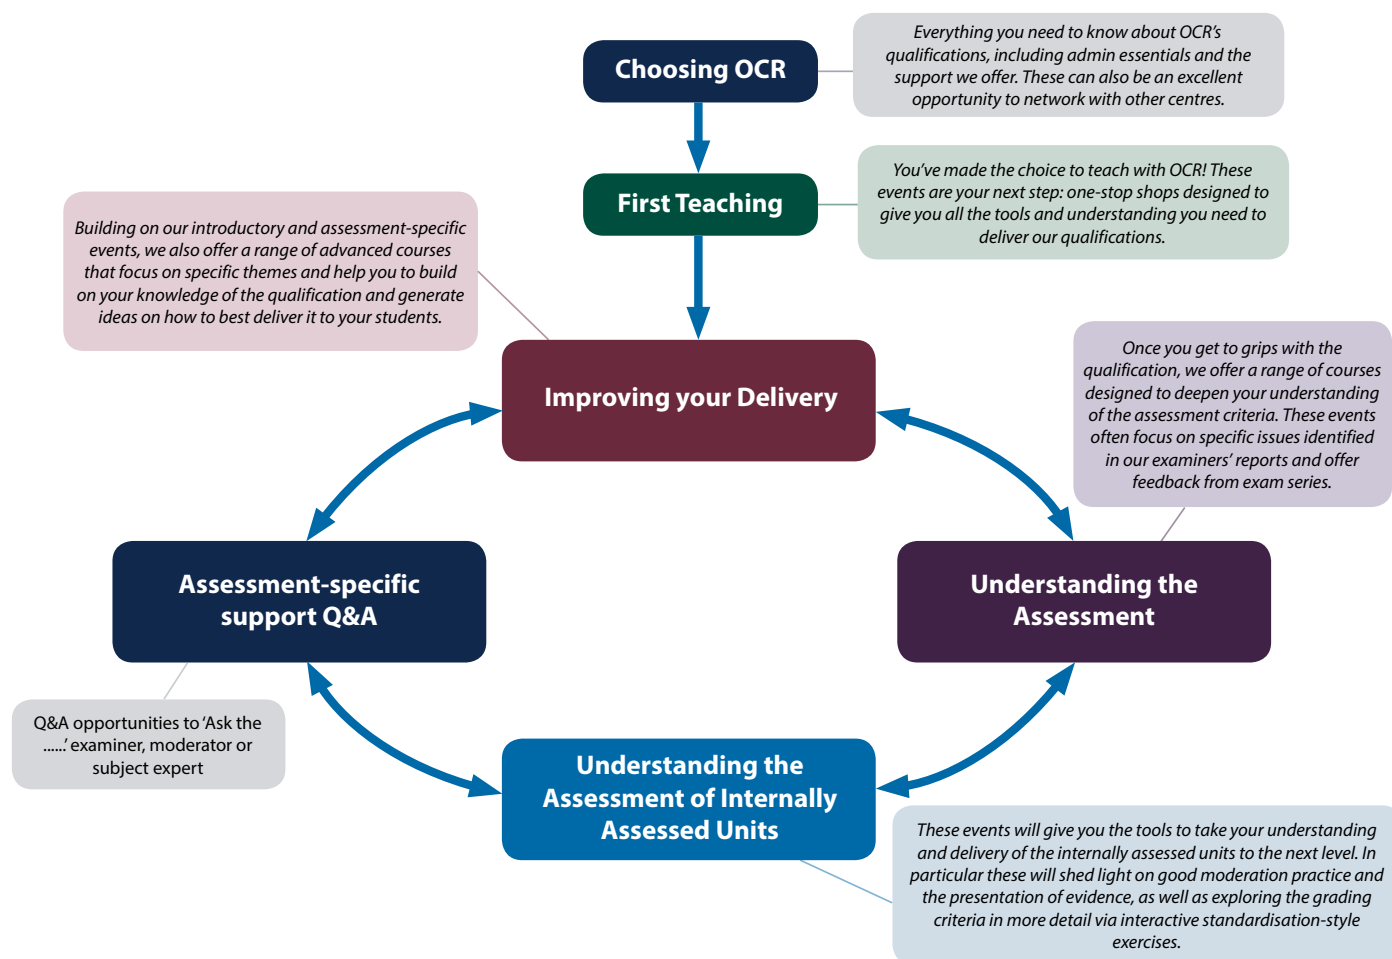 Choosing OCR
Everything you need to know about OCR’s
qualifications, including admin essentials and the
support we offer. These can also be an excellent
opportunity to network with other centres.
First Teaching
You’ve made the choice to teach with OCR! These
events are your next step: one-stop shops designed to
give you all the tools and understanding you need to
deliver our qualifications.
Building on our introductory and assessment-specific
events, we also offer a range of advanced courses
that focus on specific themes and help you to build
on your knowledge of the qualification and generate
ideas on how to best deliver it to your students.
Improving your Delivery
Once you get to grips with the
qualification, we offer a range of courses
designed to deepen your understanding
of the assessment criteria. These events
often focus on specific issues identified
in our examiners’ reports and offer
feedback from exam series.
Assessment-specific
support Q&A
Understanding the
Assessment
Q&A opportunities to ‘Ask the
......’ examiner, moderator or
subject expert
Understanding the
Assessment of Internally
Assessed Units
These events will give you the tools to take your understanding
and delivery of the internally assessed units to the next level. In
particular these will shed light on good moderation practice and
the presentation of evidence, as well as exploring the grading
criteria in more detail via interactive standardisation-style
exercises.